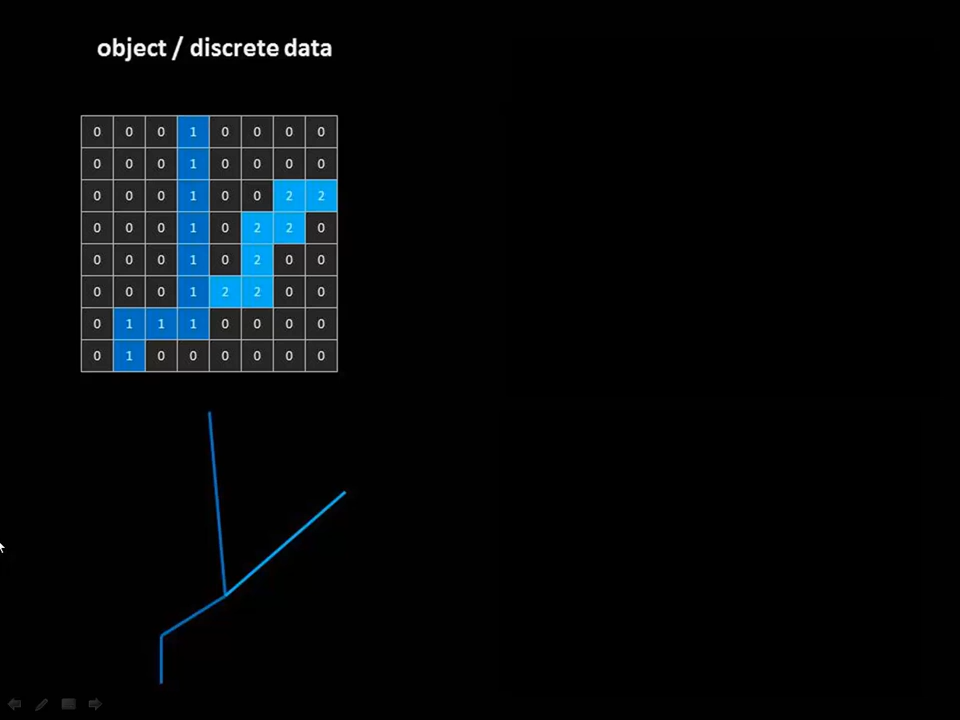 object / discrete data
0 0 0 1 0 0 0 0
0 0 0 1 0 0 0 0
0 0 0 1 0 0 2 2
0 0 0 1 0 2 2 0
0 0 0 1 0 2 0 0
0 0 0 1 2 2 0 0
0 1 1 1 0 0 0 0
0 1 0 0 0 0 0 0